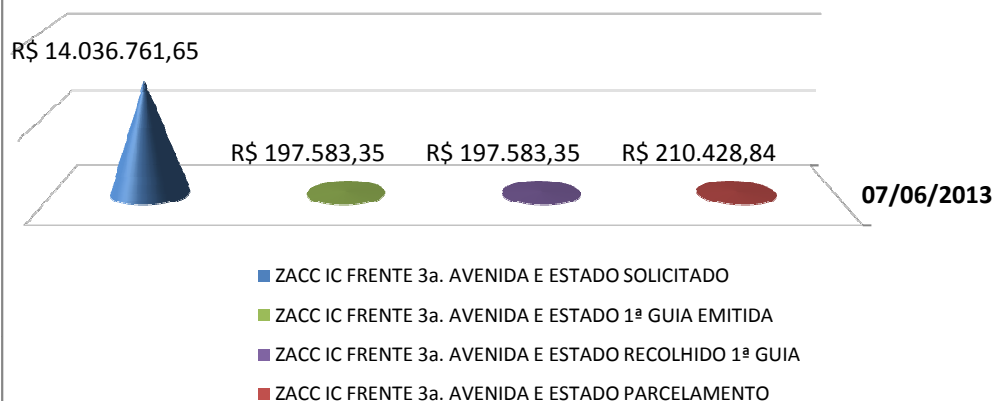 R$ 14.036.761,65
R$ 197.583,35 R$ 197.583,35 R$ 210.428,84
07/06/2013
ZACC IC FRENTE 3a. AVENIDA E ESTADO SOLICITADO
ZACC IC FRENTE 3a. AVENIDA E ESTADO 1ª GUIA EMITIDA
ZACC IC FRENTE 3a. AVENIDA E ESTADO RECOLHIDO 1ª GUIA
ZACC IC FRENTE 3a. AVENIDA E ESTADO PARCELAMENTO